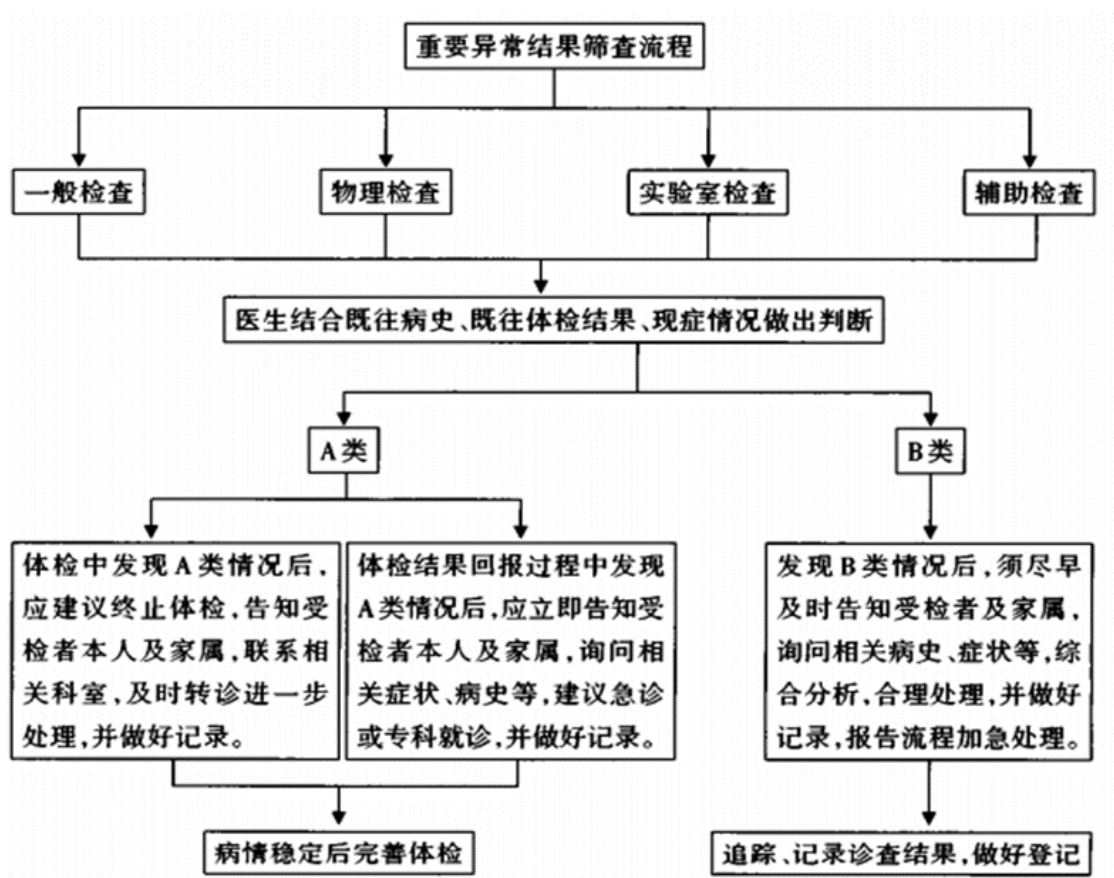 重要异常结果筛查流程
一般检查
物理检查
实验室检查
辅助检查
医生结合既往病史、既往体检结果、现症情况做出判断
A类
B类
体检中发现A类情况后,
应建议终止体检,告知受
检者本人及家属,联系相
关科室,及时转诊进一步
处理,并做好记录。
体检结果回报过程中发现
A类情况后,应立即告知受
检者本人及家属,询问相
关症状、病史等,建议急诊
或专科就诊,并做好记录。
发现B类情况后,须尽早
及时告知受检者及家属,
询问相关病史、症状等,综
合分析,合理处理,并做好
记录,报告流程加急处理。
病情稳定后完善体检
追踪、记录诊查结果,做好登记